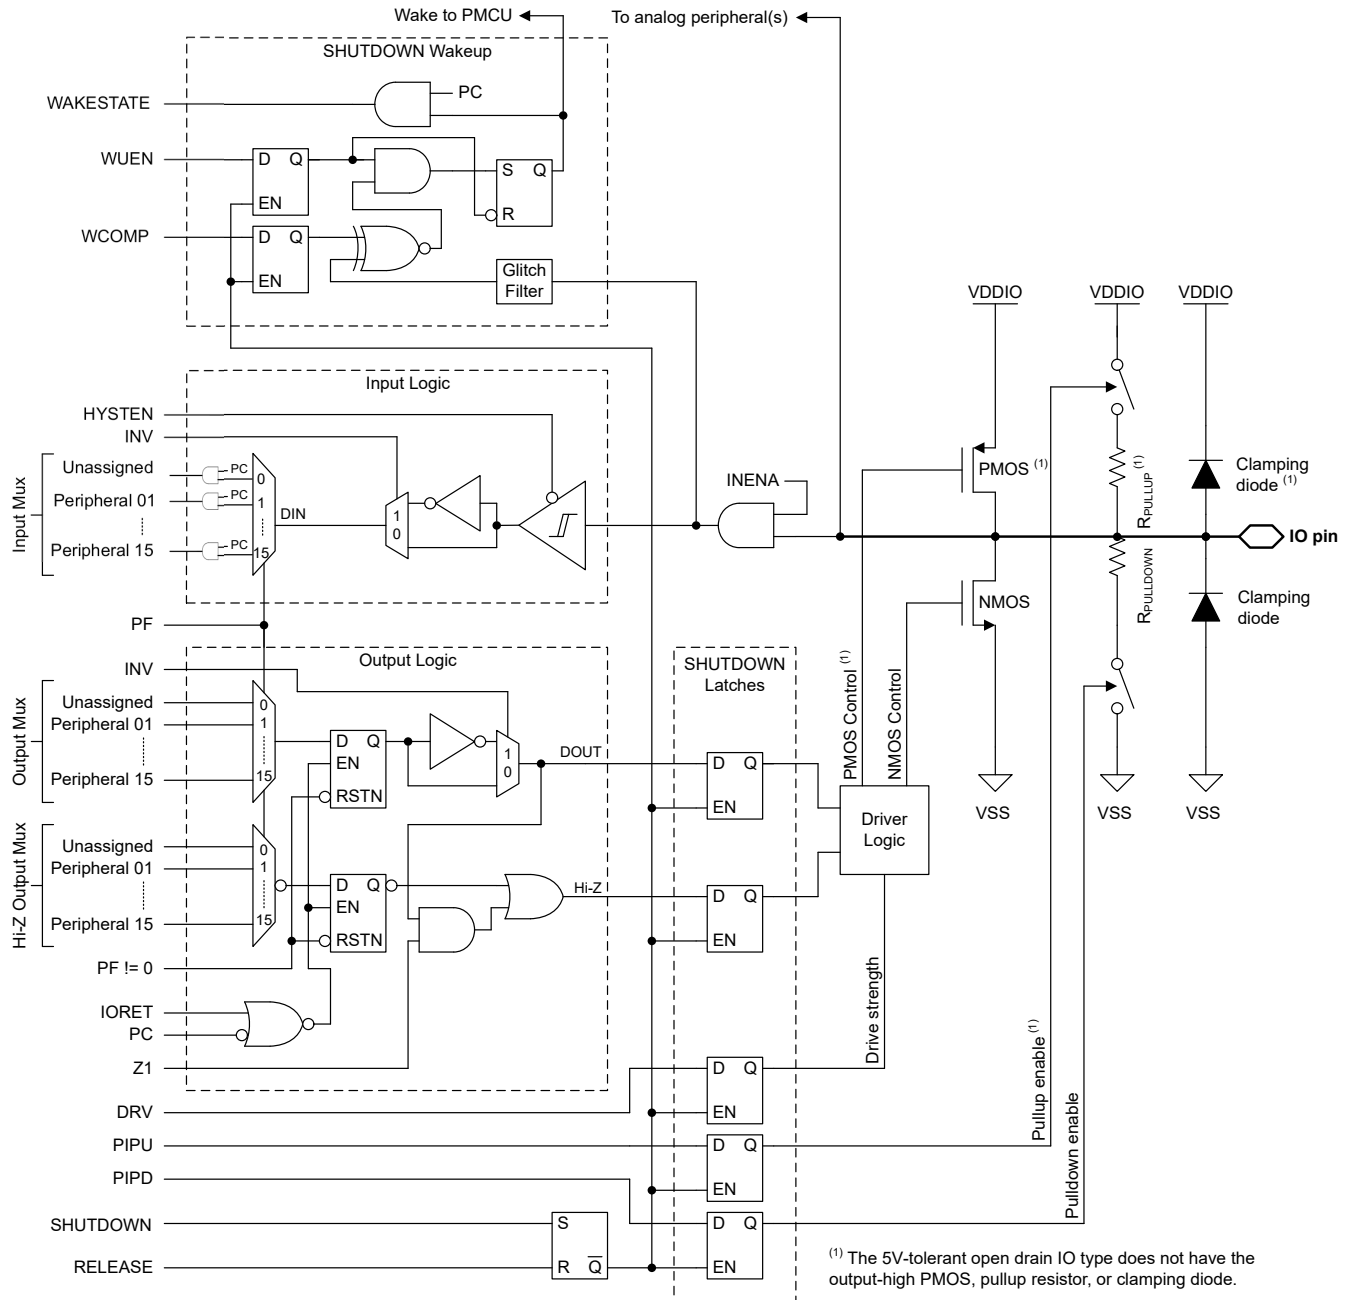 Wake to PMCU
To analog peripheral(s)
SHUTDOWN Wakeup
WAKESTATE
PC
WUEN
D Q
EN
S Q
R
WCOMP
D Q
EN
Glitch
Filter
VDDIO
VDDIO
VDDIO
Input Logic
HYSTEN
INV
Input Mux
Unassigned
PC
0
Peripheral 01
PC
1
Peripheral 15
PC
15
DIN
1
0
INENA
PMOS (1)
RPULLUP (1)
Clamping
diode (1)
IO pin
RPULLDOWN
NMOS
Clamping
diode
PF
INV
Output Logic
SHUTDOWN
Latches
PMOS Control (1)
NMOS Control
Output Mux
Unassigned
0
Peripheral 01
1
Peripheral 15
15
D Q
EN
RSTN
1
0
DOUT
D Q
EN
Driver
Logic
VSS
VSS
VSS
Hi-Z Output Mux
Unassigned
0
Peripheral 01
1
Peripheral 15
15
D Q
EN
RSTN
Hi-Z
D Q
EN
PF != 0
IORET
PC
Z1
Drive strength
Pullup enable (1)
Pulldown enable
D Q
EN
DRV
PIPU
D Q
EN
PIPD
SHUTDOWN
S
D Q
EN
RELEASE
R Q
(1) The 5V-tolerant open drain IO type does not have the
output-high PMOS, pullup resistor, or clamping diode.